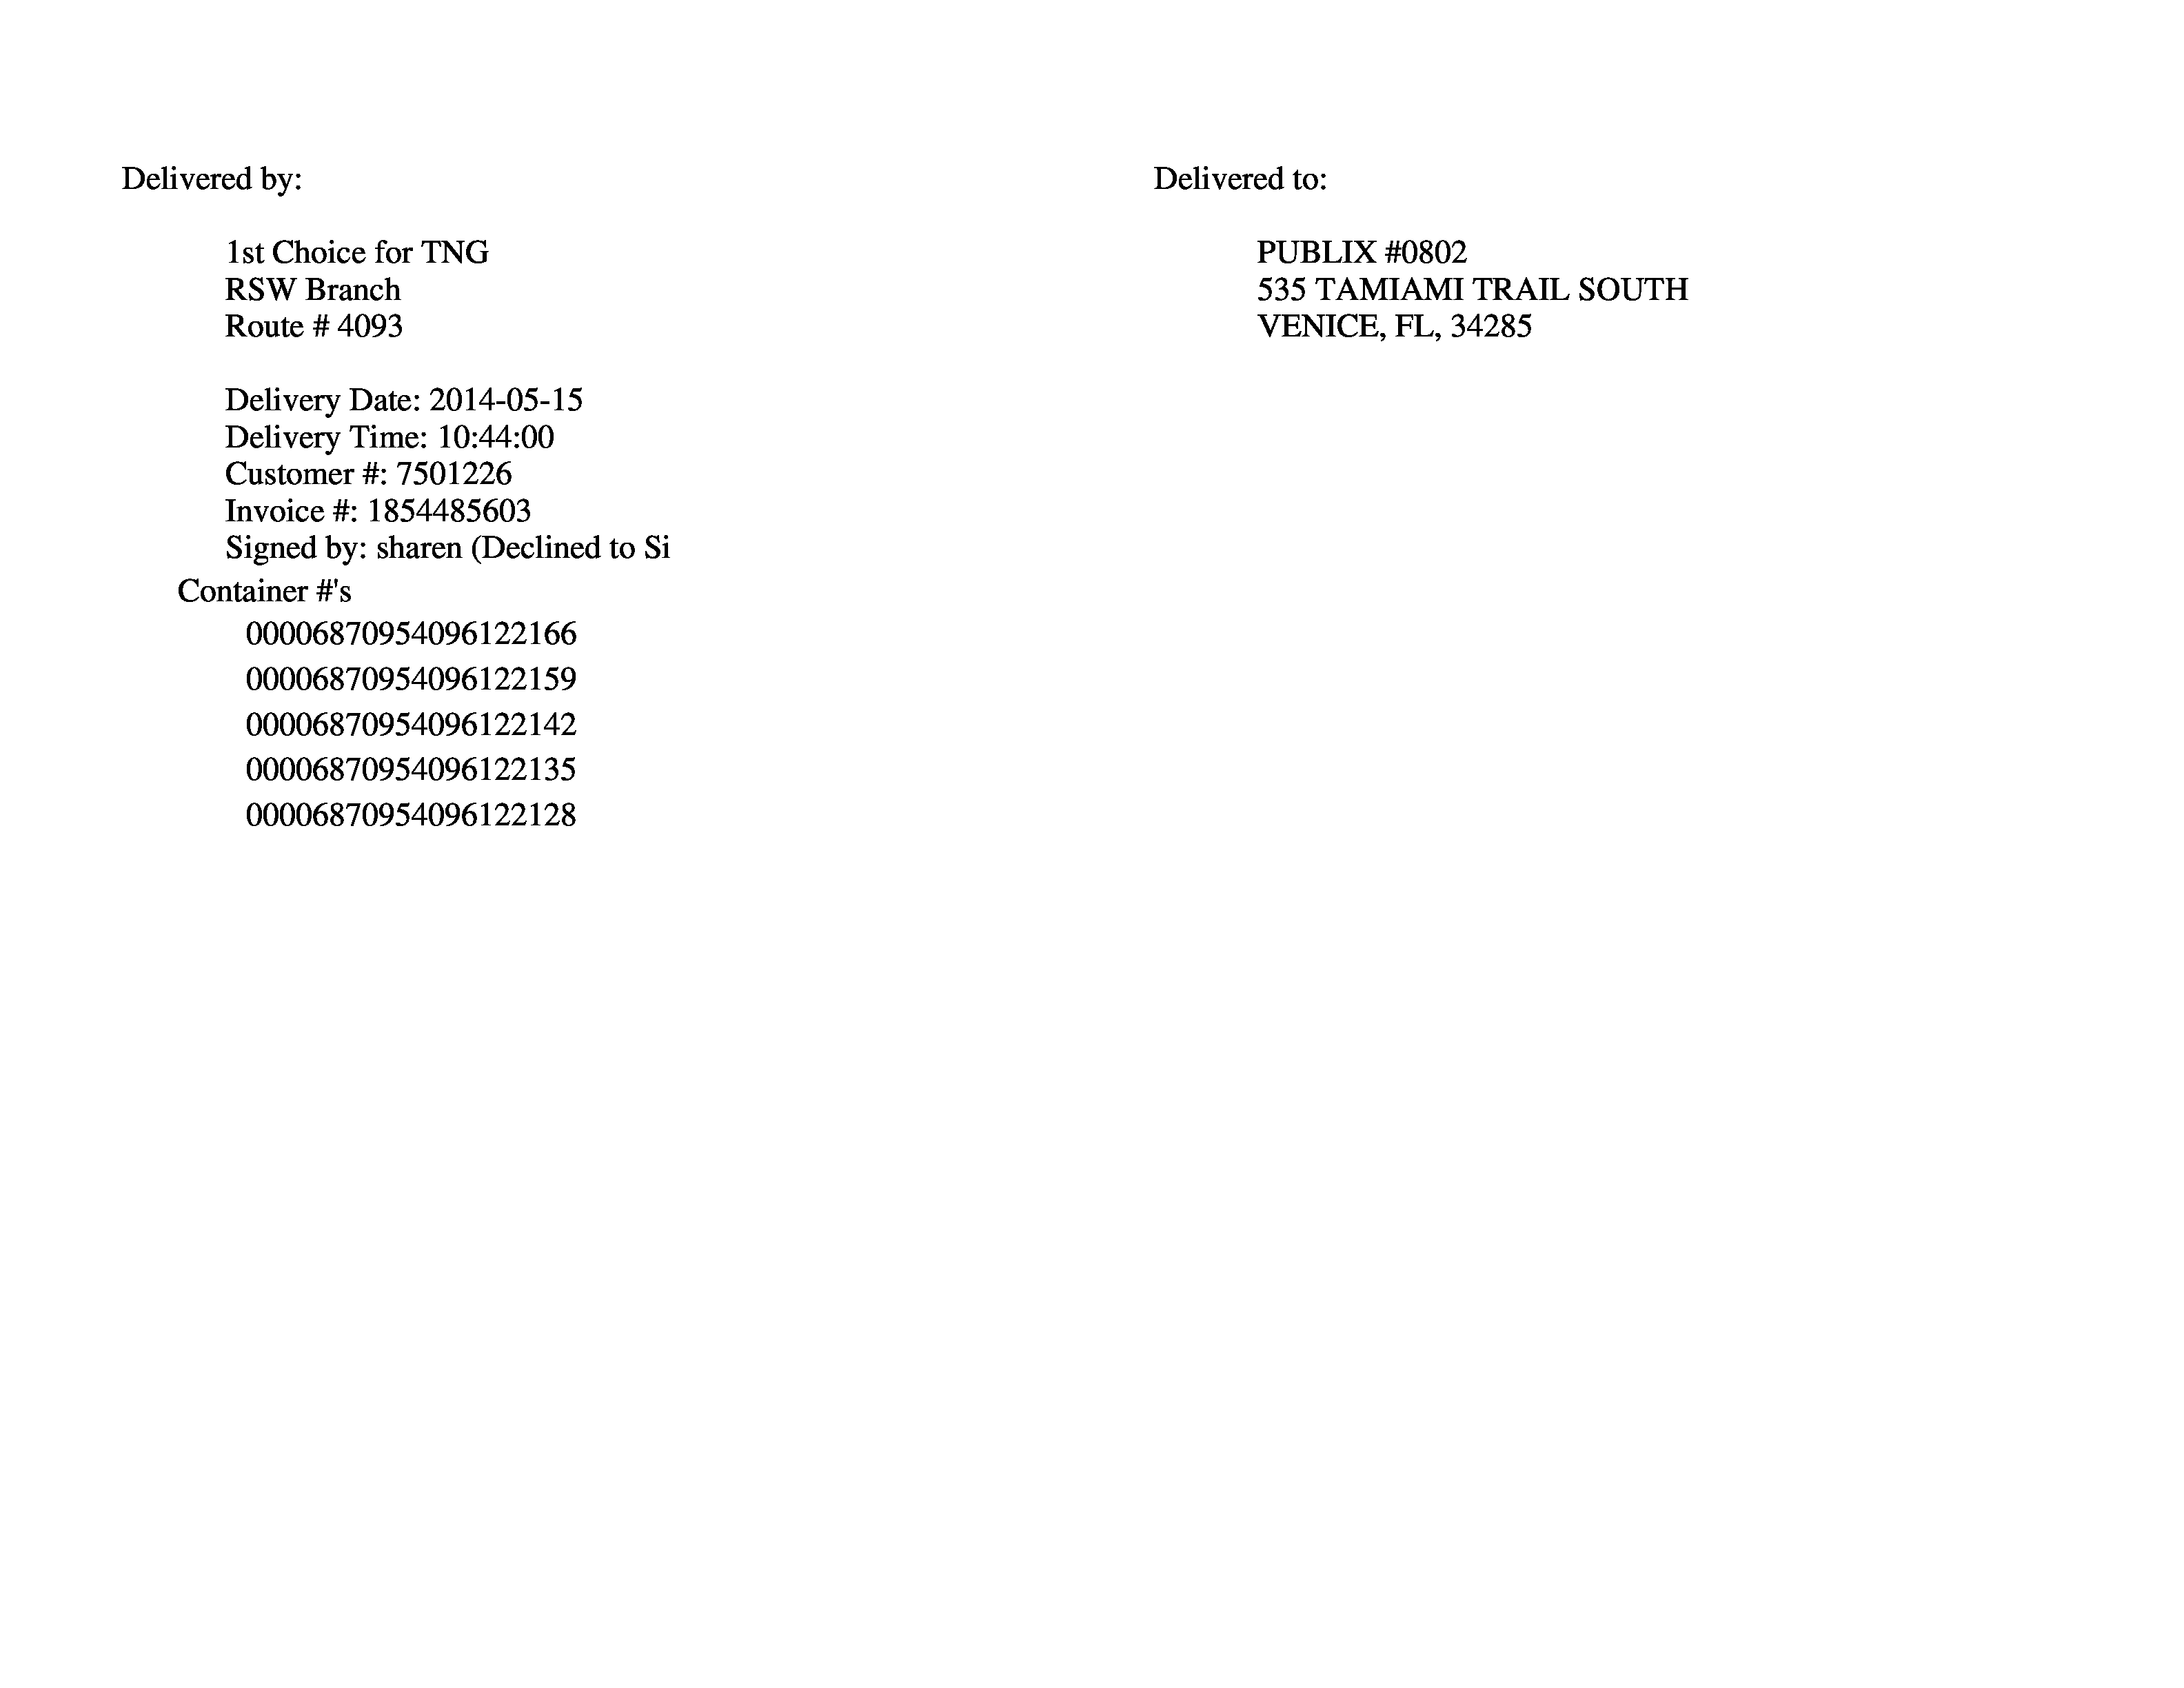 Delivered by:
1st Choice for TNG
RSW Branch
Route # 4093
Delivery Date: 2014-05-15
Delivery Time: 10:44:00
Customer #: 7501226
Invoice #: 1854485603
Signed by: sharen (Declined to Si
Container #'s
00006870954096122166
00006870954096122159
00006870954096122142
00006870954096122135
00006870954096122128
Delivered to:
PUBLIX #0802
535 TAMIAMI TRAIL SOUTH
VENICE, FL, 34285